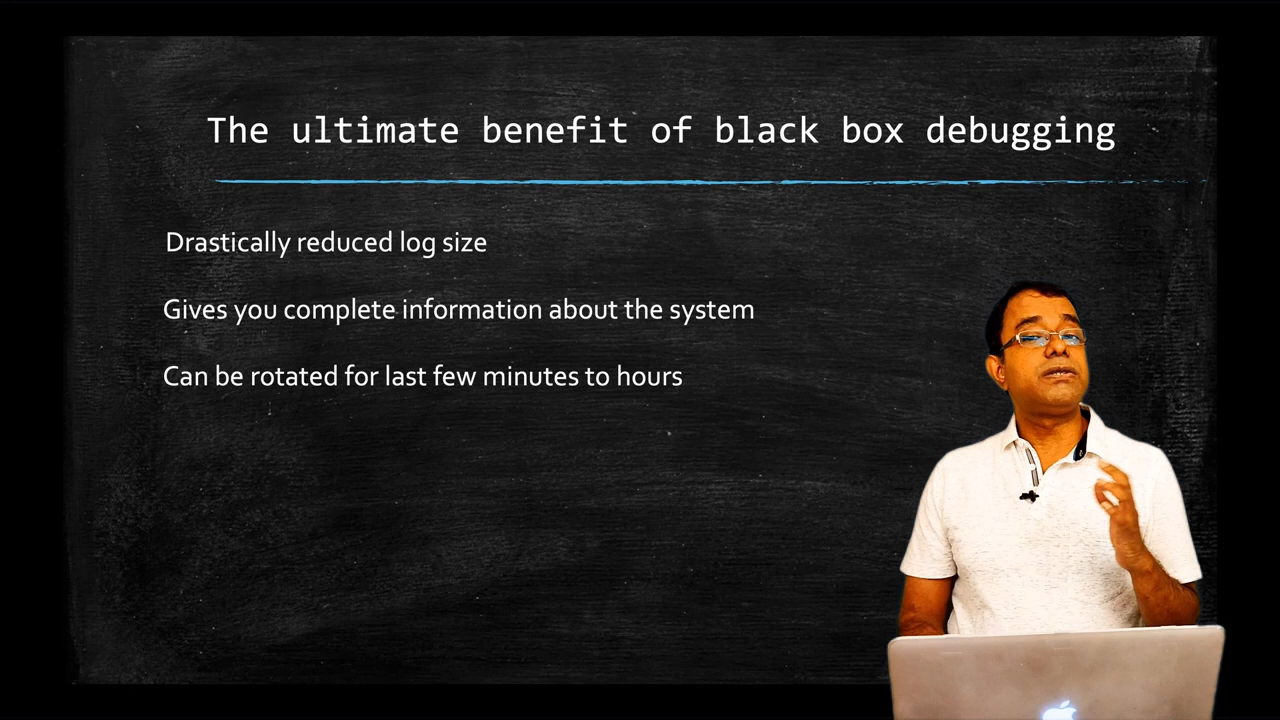 The ultimate benefit of black box debugging
Drastically reduced log size
Gives you complete information about the system
Can be rotated for last few minutes to hours